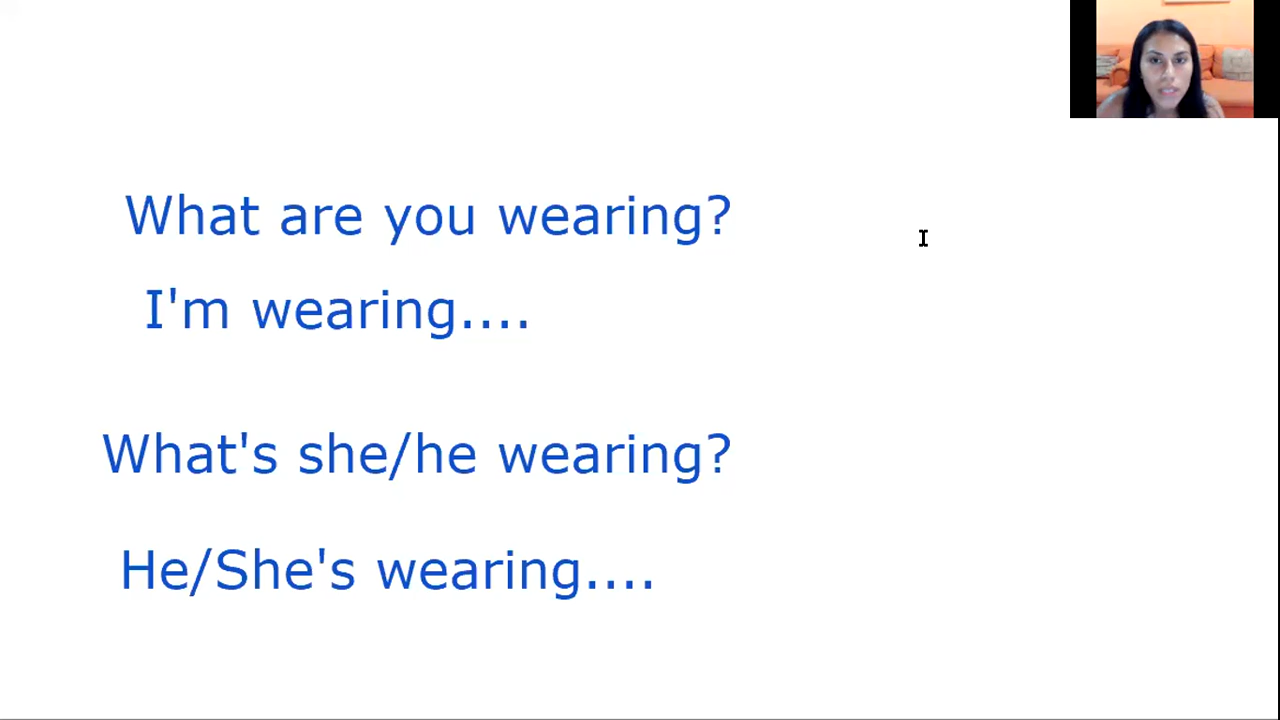 What are you wearing?
I'm wearing....
What's she/he wearing?
He/She's wearing....